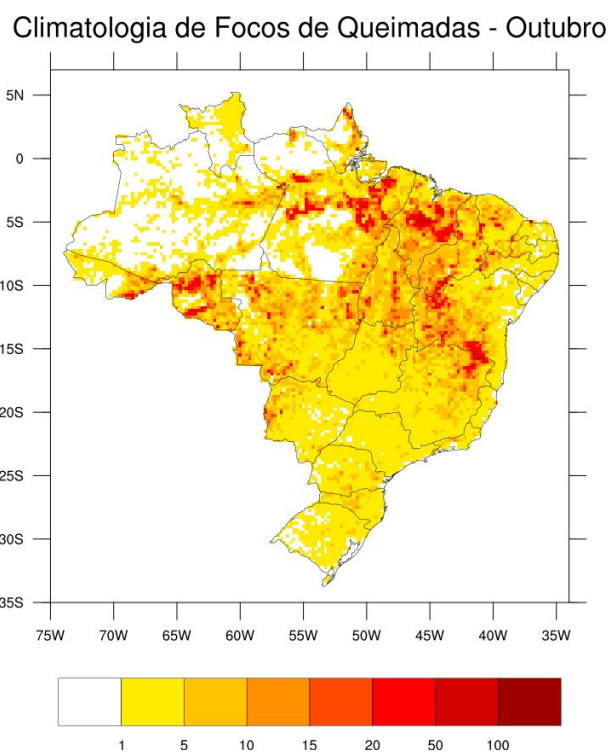 Climatologia de Focos de Queimadas - Outubro
5N
0
5S
10S
15S
20S
25S
30S
35S
75W 70W 65W 60W 55W 50W 45W 40W 35W
1 5 10 15 20 50 100